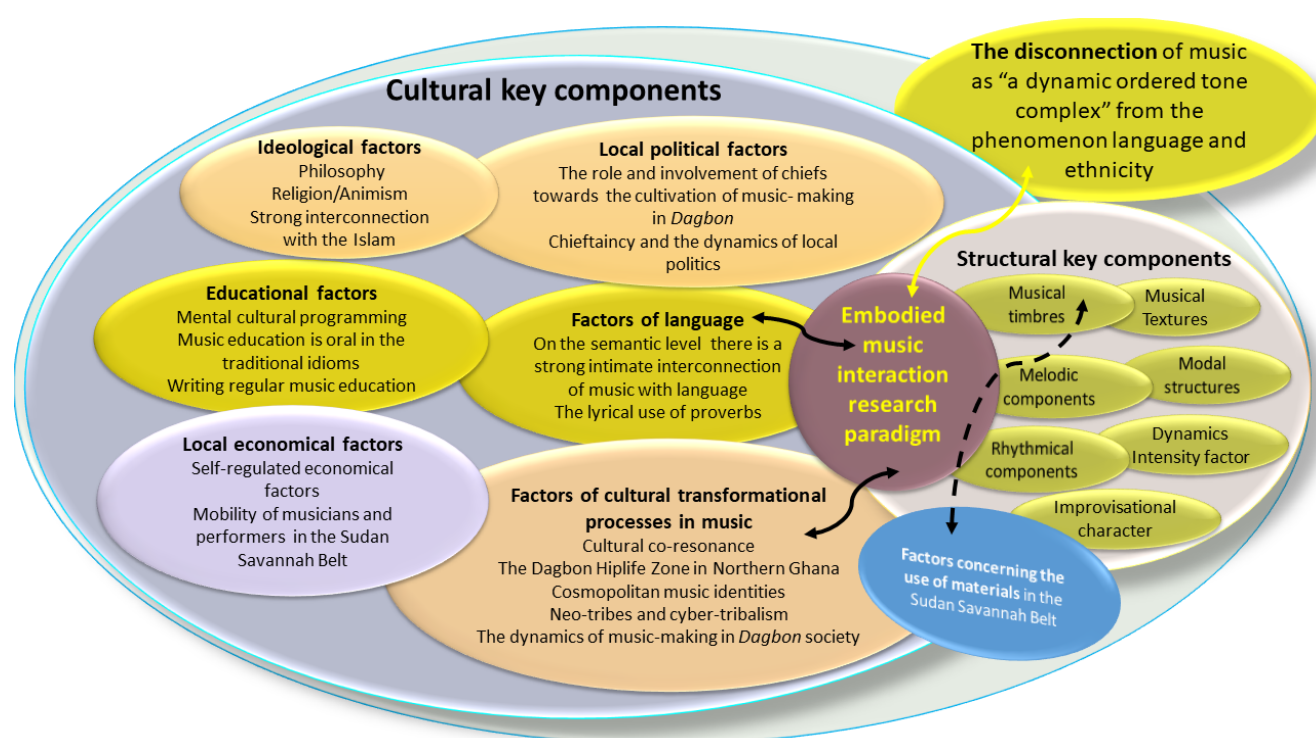 Cultural key components
Ideological factors
Philosophy
Religion/Animism
Strong interconnection
with the Islam
Local political factors
The role and involvement of chiefs
towards the cultivation of music- making
in Dagbon
Chieftaincy and the dynamics of local
politics
Educational factors
Mental cultural programming
Music education is oral in the
traditional idioms
Writing regular music education
Factors of language
On the semantic level there is a
strong intimate interconnection
of music with language
The lyrical use of proverbs
Local economical factors
Self-regulated economical
factors
Mobility of musicians and
performers in the Sudan
Savannah Belt
Factors of cultural transformational
processes in music
Cultural co-resonance
The Dagbon Hiplife Zone in Northern Ghana
Cosmopolitan music identities
Neo-tribes and cyber-tribalism
The dynamics of music-making in Dagbon society
Embodied
music
interaction
research
paradigm
The disconnection of music
as “a dynamic ordered tone
complex” from the
phenomenon language and
ethnicity
Structural key components
Musical
timbres
Musical
Textures
Melodic
components
Modal
structures
Rhythmical
components
Dynamics
Intensity factor
Improvisational
character
Factors concerning the
use of materials in the
Sudan Savannah Belt